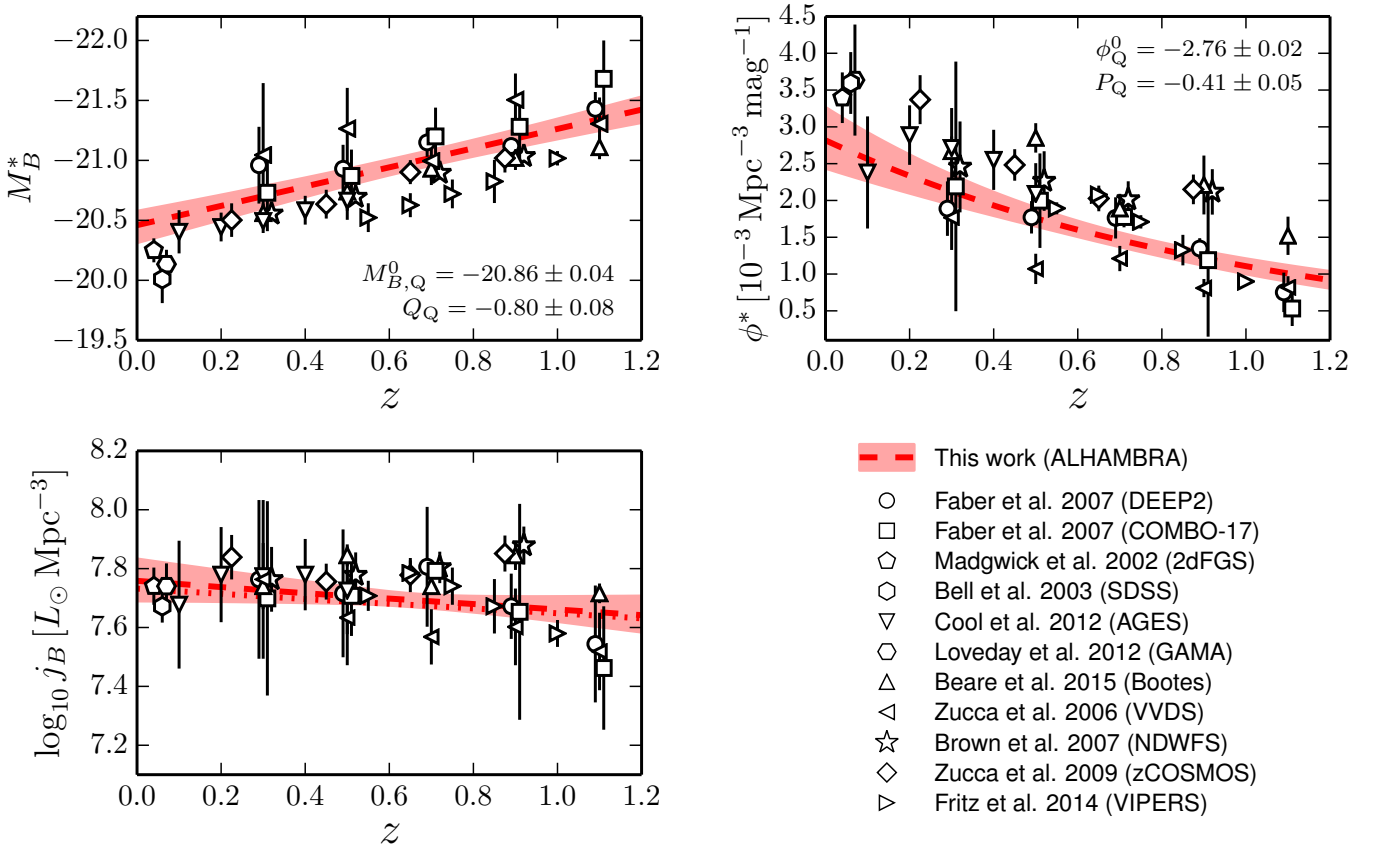 −22.0
−21.5
−21.0
−20.5
−20.0
−19.5
M*B
M⁰B,Q = −20.86 ± 0.04
QQ = −0.80 ± 0.08
0.0 0.2 0.4 0.6 0.8 1.0 1.2
z
4.5
4.0
3.5
3.0
2.5
2.0
1.5
1.0
0.5
ϕ* [10⁻³ Mpc⁻³ mag⁻¹]
ϕ⁰Q = −2.76 ± 0.02
PQ = −0.41 ± 0.05
0.0 0.2 0.4 0.6 0.8 1.0 1.2
z
8.2
8.0
7.8
7.6
7.4
7.2
log₁₀ jB [L⊙ Mpc⁻³]
0.0 0.2 0.4 0.6 0.8 1.0 1.2
z
This work (ALHAMBRA)
Faber et al. 2007 (DEEP2)
Faber et al. 2007 (COMBO-17)
Madgwick et al. 2002 (2dFGS)
Bell et al. 2003 (SDSS)
Cool et al. 2012 (AGES)
Loveday et al. 2012 (GAMA)
Beare et al. 2015 (Bootes)
Zucca et al. 2006 (VVDS)
Brown et al. 2007 (NDWFS)
Zucca et al. 2009 (zCOSMOS)
Fritz et al. 2014 (VIPERS)